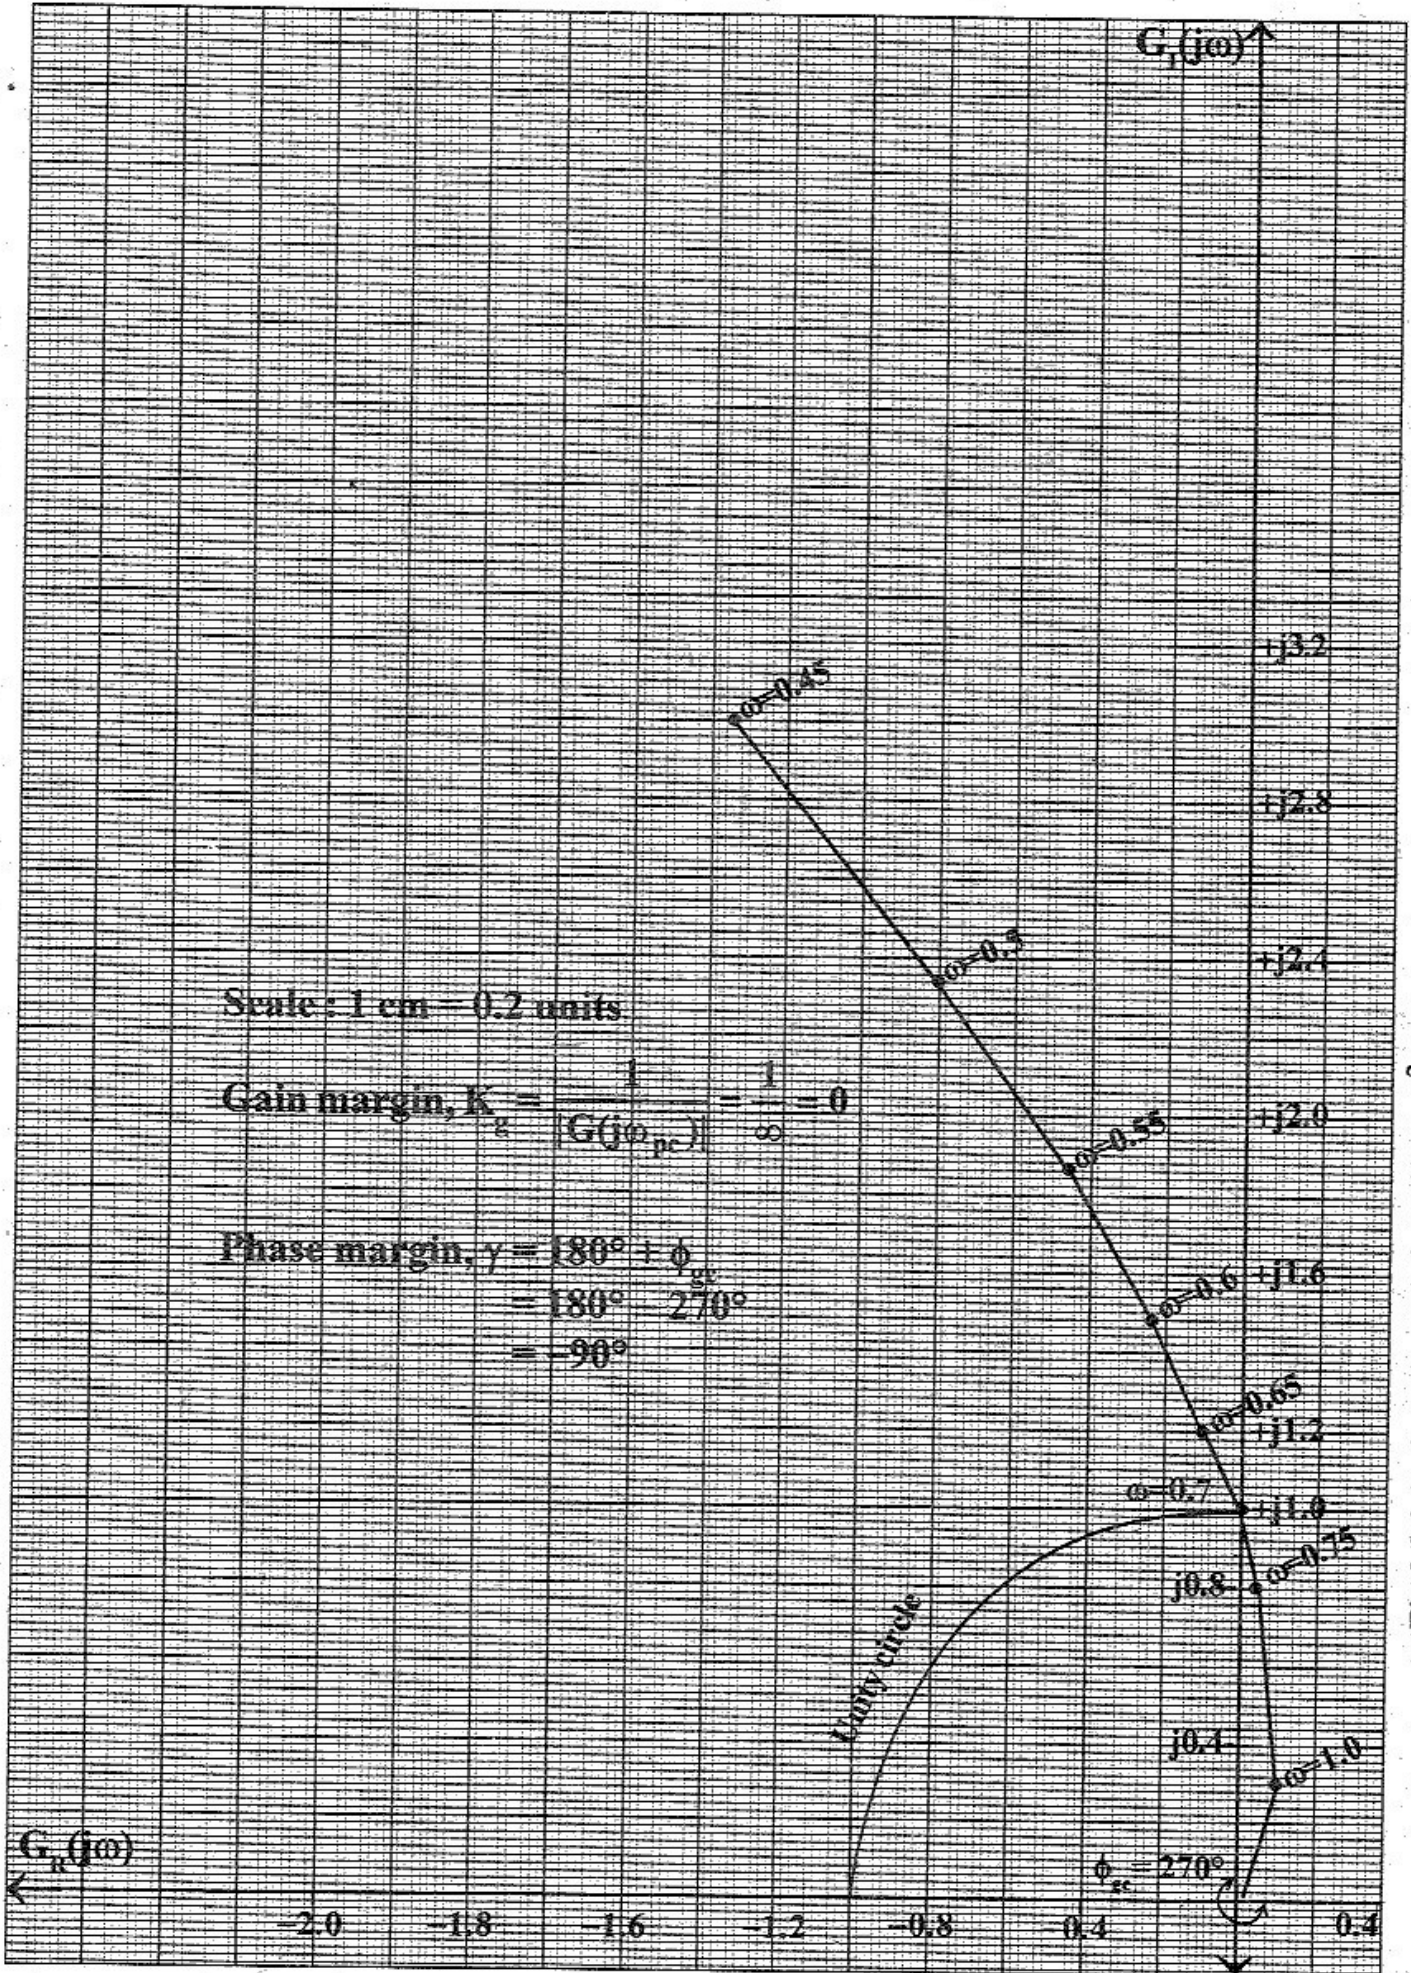 G_I(jω)
+j3.2
ω=0.45
+j2.8
ω=0.5
+j2.4
Scale : 1 cm = 0.2 units
Gain margin, K_g = 1/|G(jω_pc)| = 1/∞ = 0
+j2.0
ω=0.55
Phase margin, γ = 180° + ϕ_gc
= 180° – 270°
= –90°
ω=0.6
+j1.6
ω=0.65
+j1.2
ω=0.7
+j1.0
ω=0.75
j0.8
Unity circle
j0.4
ω=1.0
G_R(jω)
ϕ_gc = 270°
–2.0
–1.8
–1.6
–1.2
–0.8
0.4
0.4